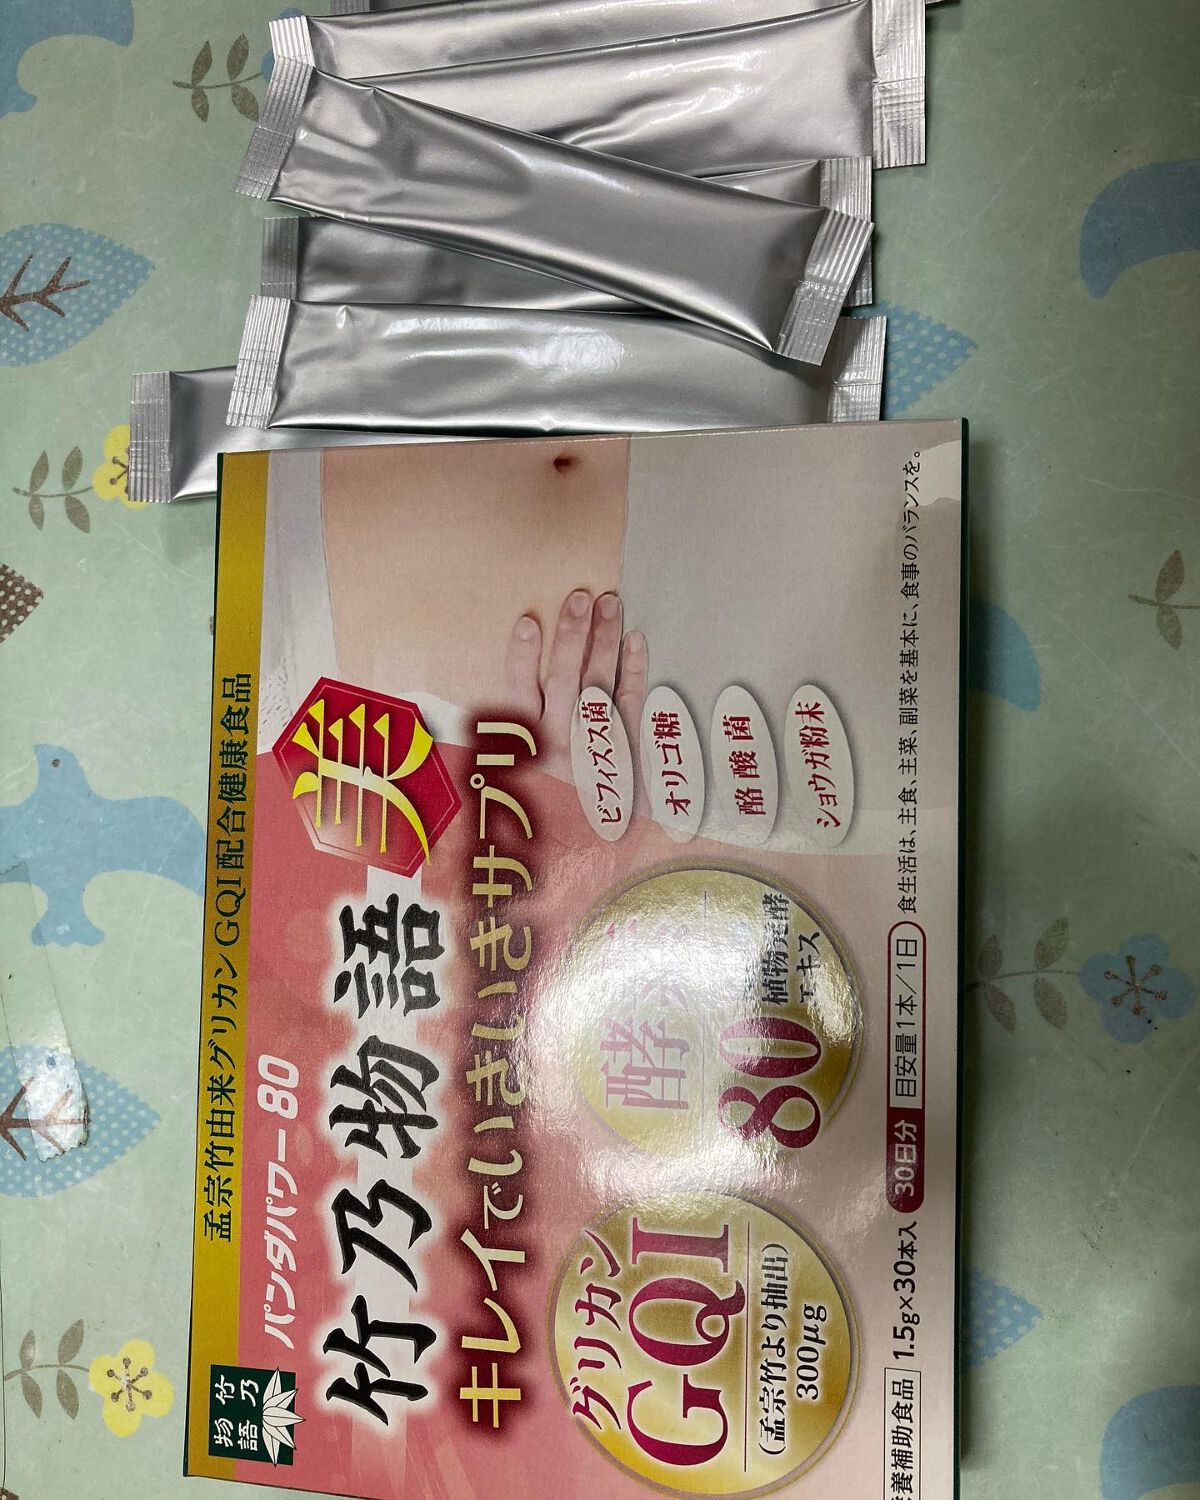 孟宗竹由来グリカンGQI配合健康食品
竹乃
物語
パンダパワー80
竹乃物語
美
キレイでいきいきサプリ
ビフィズス菌
オリゴ糖
酪酸菌
ショウガ粉末
グリカン
GQI
(孟宗竹より抽出)
300μg
80
植物発酵
エキス
養補助食品 1.5g×30本入 30日分 目安量1本/1日 食生活は、主食、主菜、副菜を基本に、食事のバランスを。